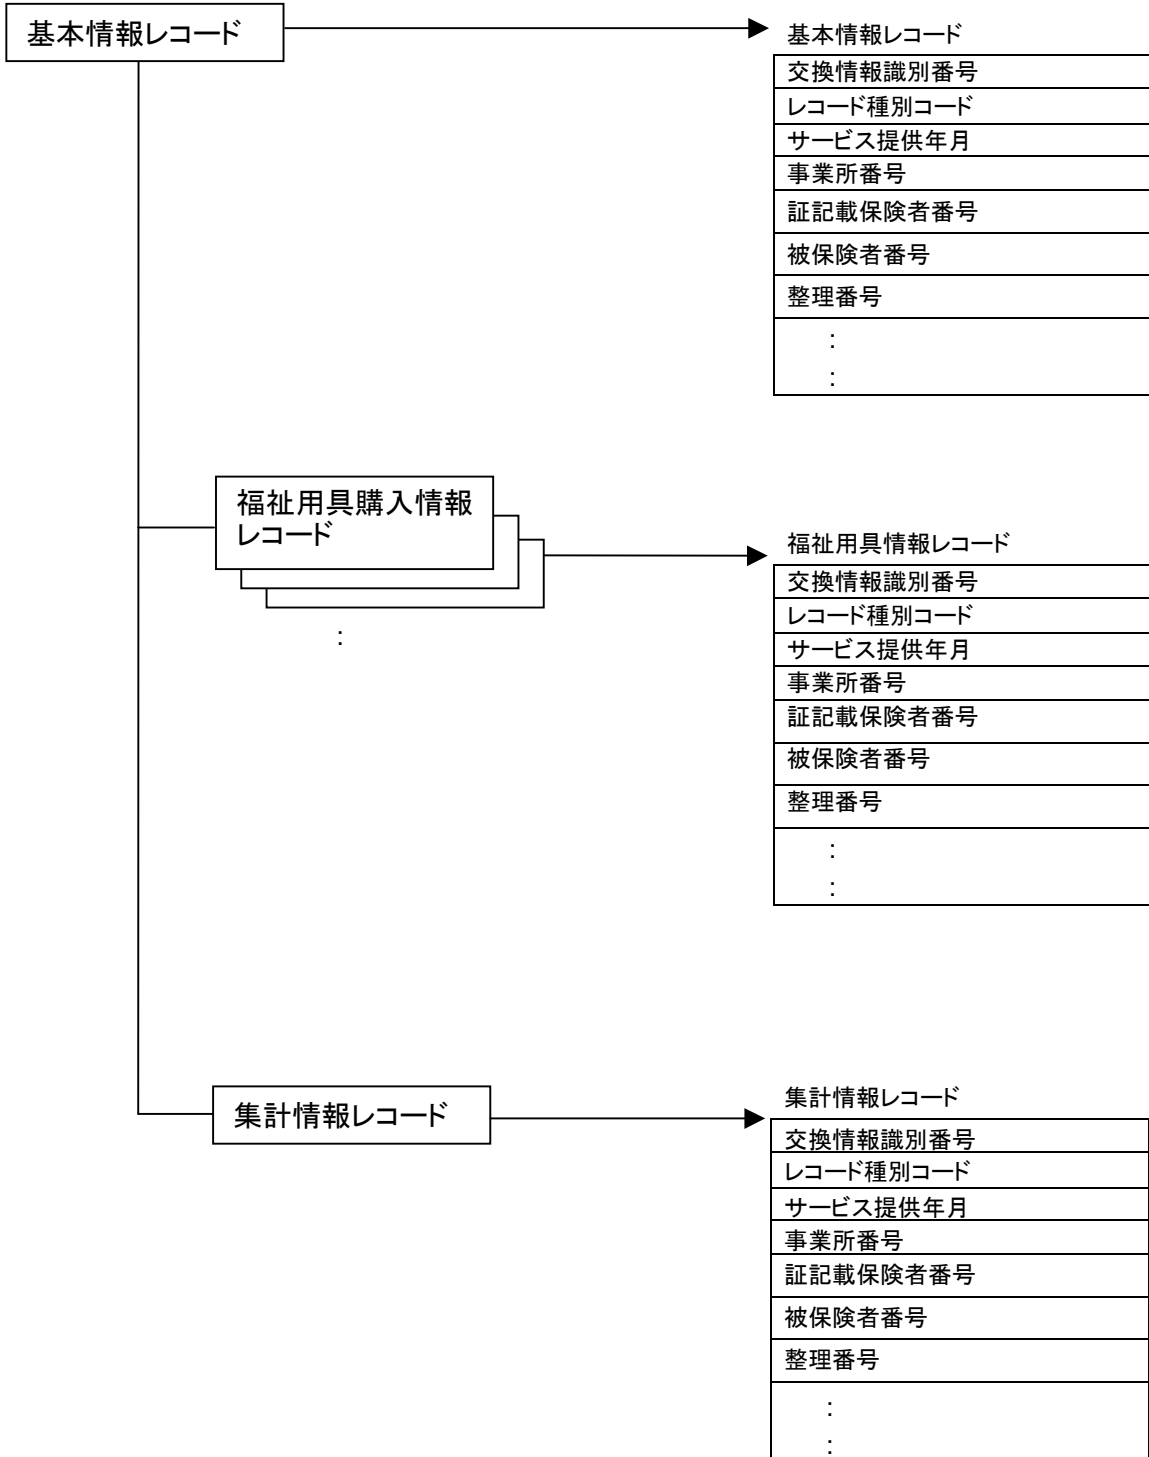 基本情報レコード
基本情報レコード
交換情報識別番号
レコード種別コード
サービス提供年月
事業所番号
証記載保険者番号
被保険者番号
整理番号
:
:
福祉用具購入情報
レコード
:
福祉用具情報レコード
交換情報識別番号
レコード種別コード
サービス提供年月
事業所番号
証記載保険者番号
被保険者番号
整理番号
:
:
集計情報レコード
集計情報レコード
交換情報識別番号
レコード種別コード
サービス提供年月
事業所番号
証記載保険者番号
被保険者番号
整理番号
:
: